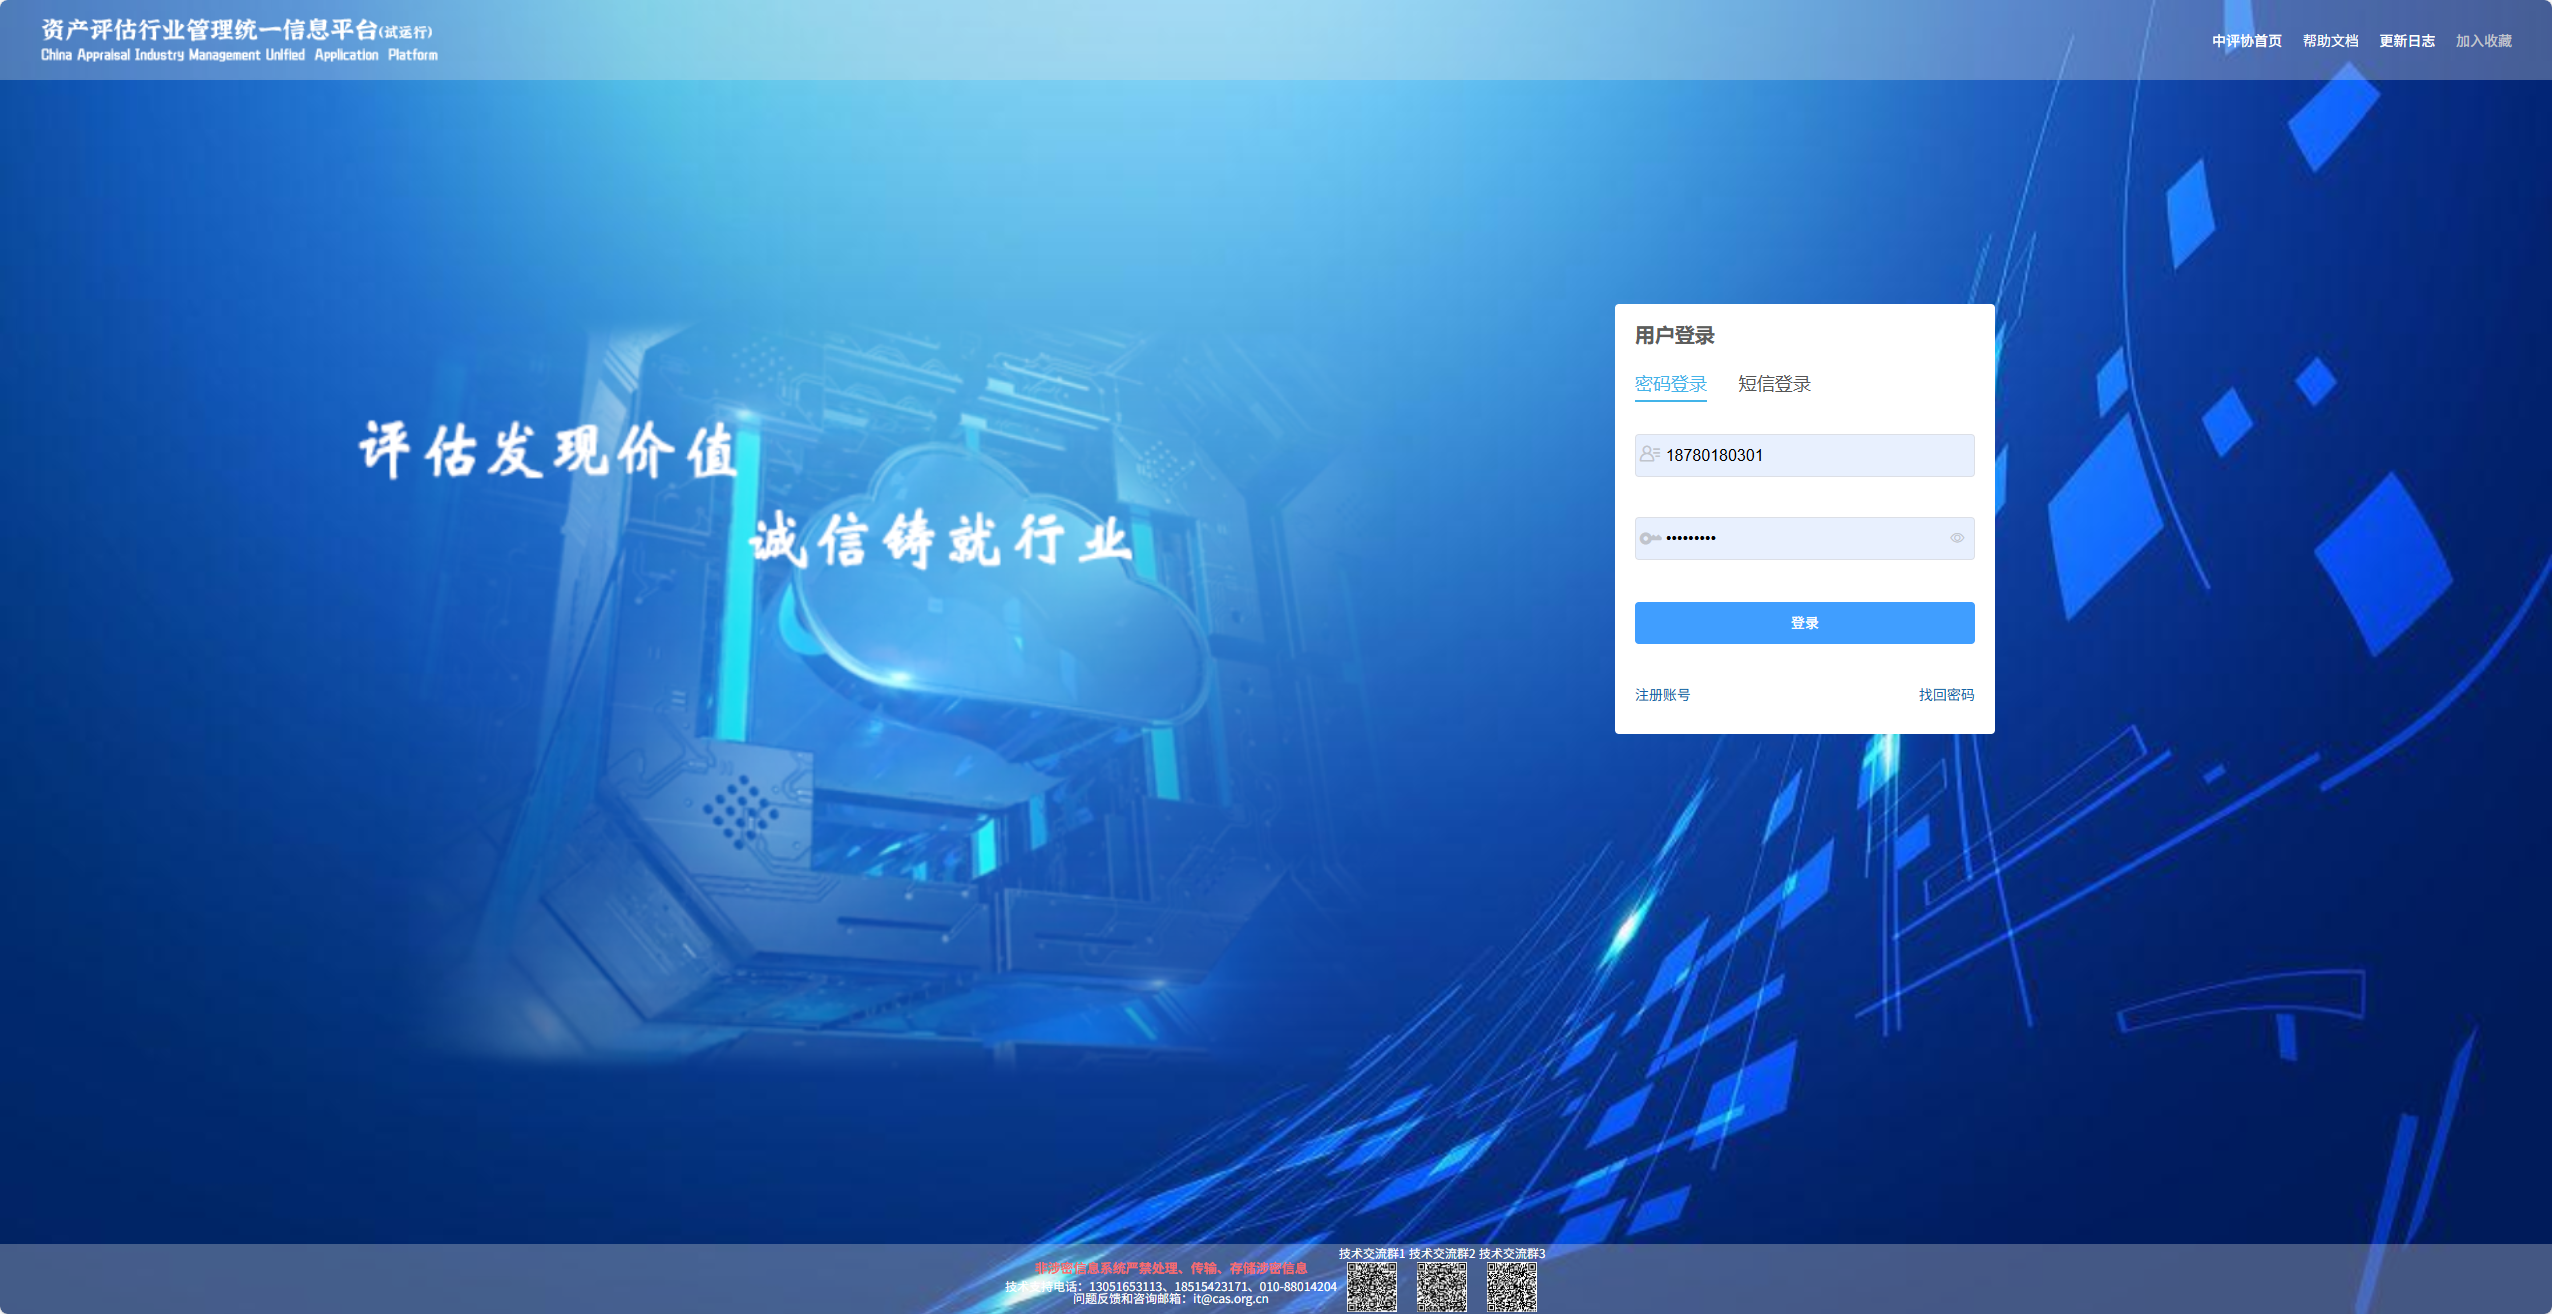 资产评估行业管理统一信息平台(试运行)
China Appraisal Industry Management Unified Application Platform
中评协首页 帮助文档 更新日志 加入收藏
评估发现价值
诚信铸就行业
用户登录
密码登录 短信登录
18780180301
•••••••••
登录
注册账号 找回密码
技术交流群1 技术交流群2 技术交流群3
非涉密信息系统严禁处理、传输、存储涉密信息
技术支持电话：13051653113、18515423171、010-88014204
问题反馈和咨询邮箱：it@cas.org.cn